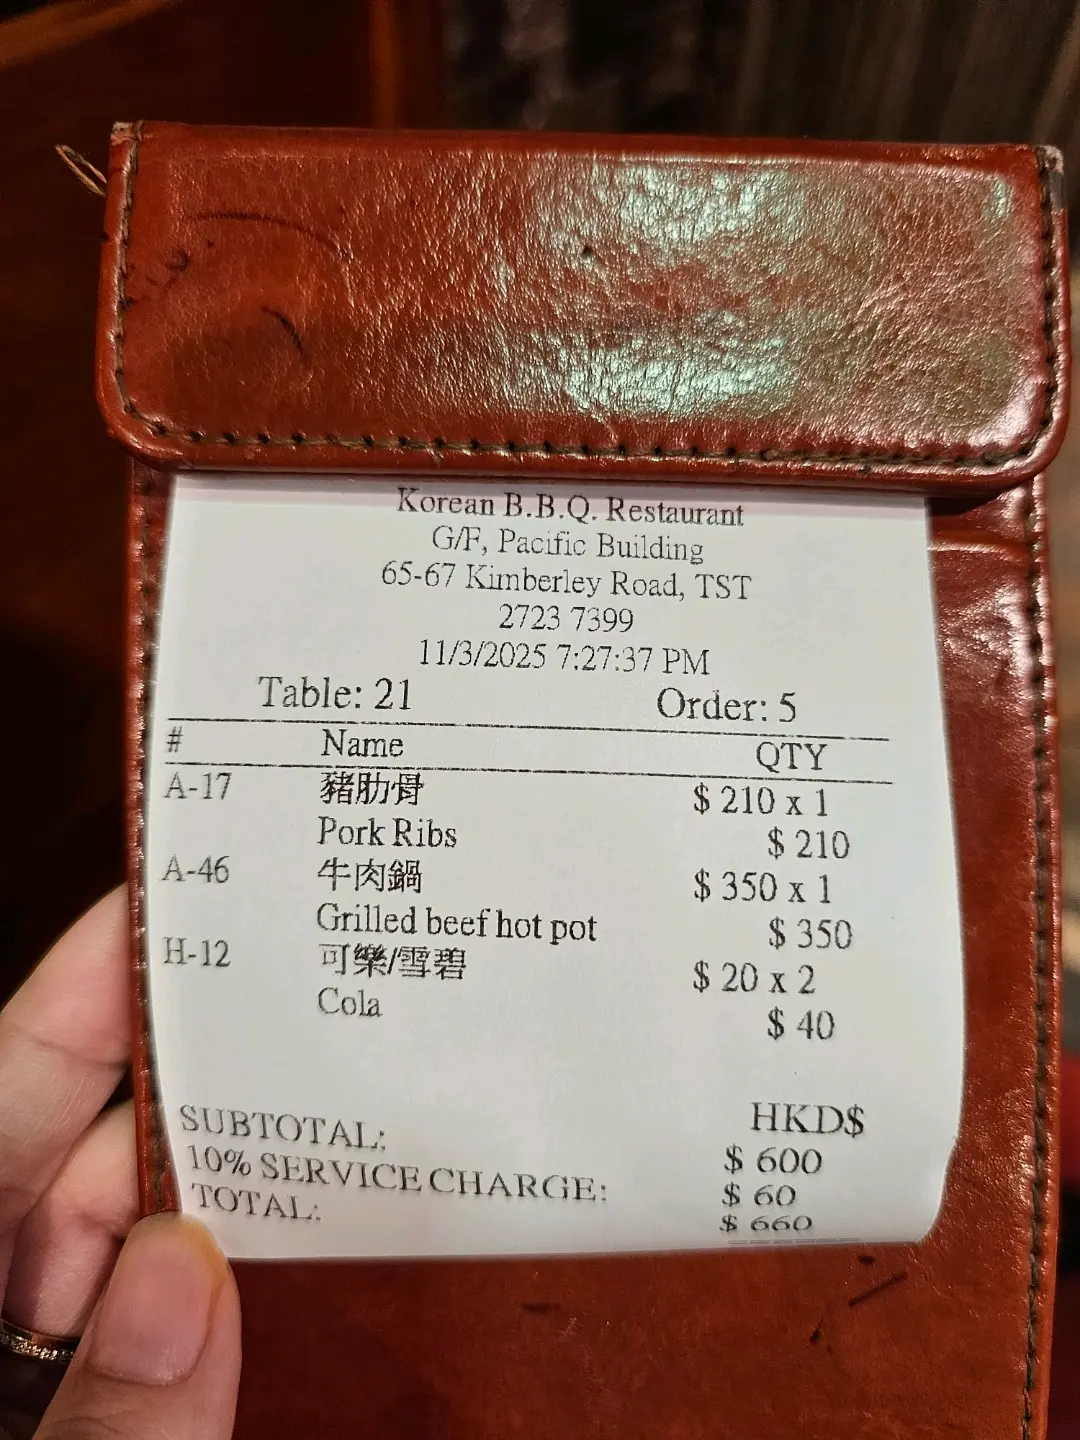 Korean B.B.Q. Restaurant
G/F, Pacific Building
65-67 Kimberley Road, TST
2723 7399
11/3/2025 7:27:37 PM
Table: 21 Order: 5
# Name QTY
A-17 豬肋骨 $ 210 x 1
Pork Ribs $ 210
A-46 牛肉鍋 $ 350 x 1
Grilled beef hot pot $ 350
H-12 可樂/雪碧 $ 20 x 2
Cola $ 40
HKD$
SUBTOTAL: $ 600
10% SERVICE CHARGE: $ 60
TOTAL: $ 660